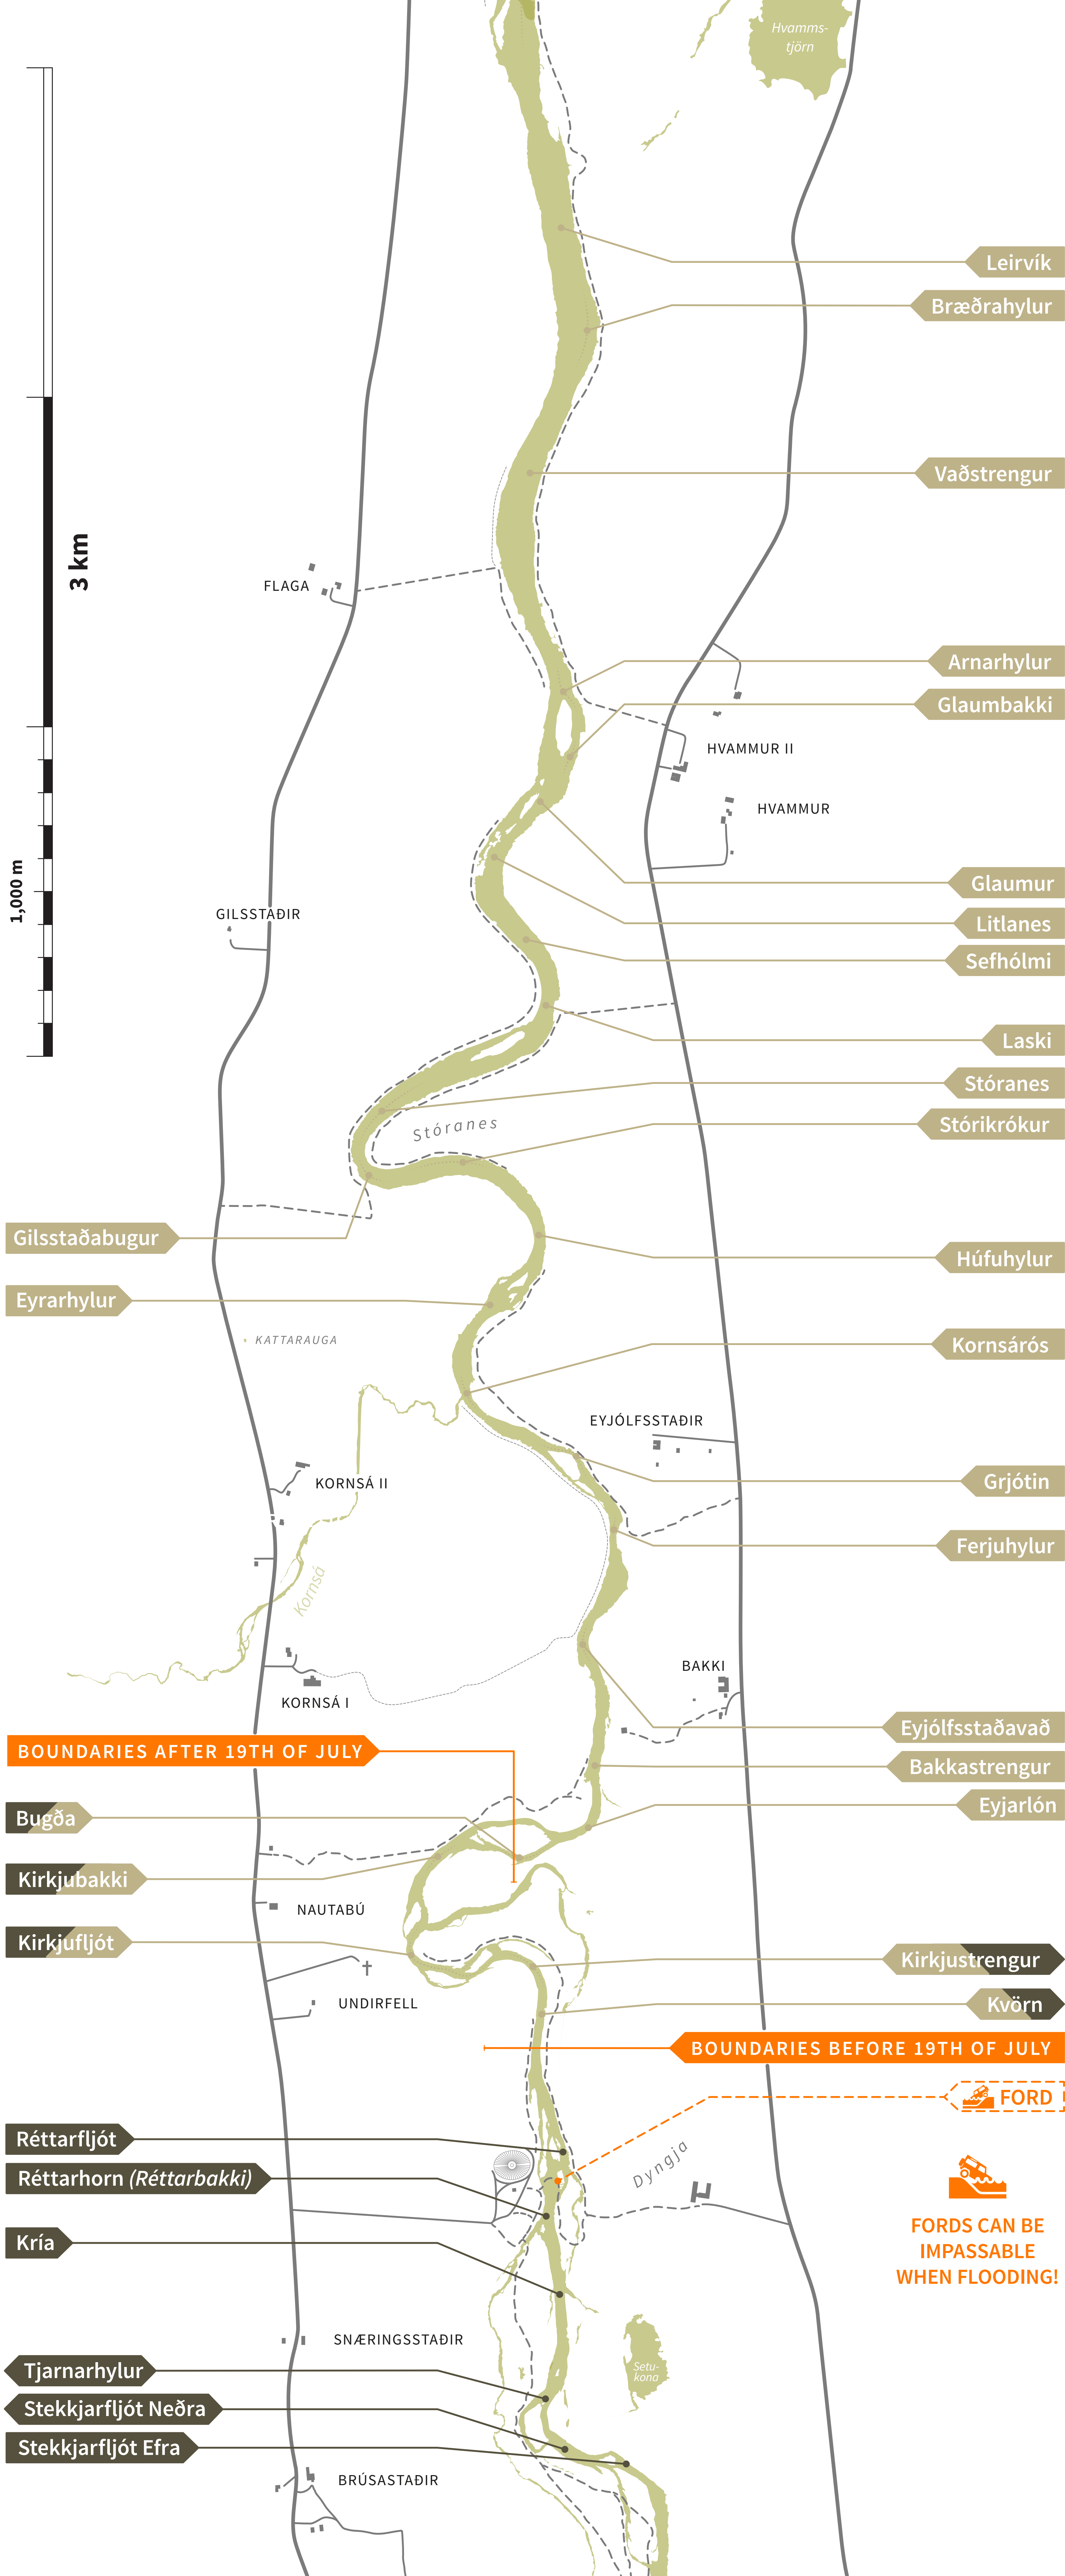 Hvamms-
tjörn
Leirvík
Bræðrahylur
Vaðstrengur
3 km
FLAGA
Arnarhylur
Glaumbakki
HVAMMUR II
HVAMMUR
1,000 m
Glaumur
GILSSTAÐIR
Litlanes
Sefhólmi
Laski
Stóranes
Stóranes
Stórikrókur
Gilsstaðabugur
Húfuhylur
Eyrarhylur
KATTARAUGA
Kornsárós
EYJÓLFSSTAÐIR
KORNSÁ II
Grjótin
Ferjuhylur
Kornsá
BAKKI
KORNSÁ I
Eyjólfsstaðavað
BOUNDARIES AFTER 19TH OF JULY
Bakkastrengur
Eyjarlón
Bugða
Kirkjubakki
NAUTABÚ
Kirkjufljót
Kirkjustrengur
UNDIRFELL
Kvörn
BOUNDARIES BEFORE 19TH OF JULY
FORD
Réttarfljót
Dyngja
Réttarhorn (Réttarbakki)
FORDS CAN BE
IMPASSABLE
WHEN FLOODING!
Kría
SNÆRINGSSTAÐIR
Setu-
kona
Tjarnarhylur
Stekkjarfljót Neðra
Stekkjarfljót Efra
BRÚSASTAÐIR